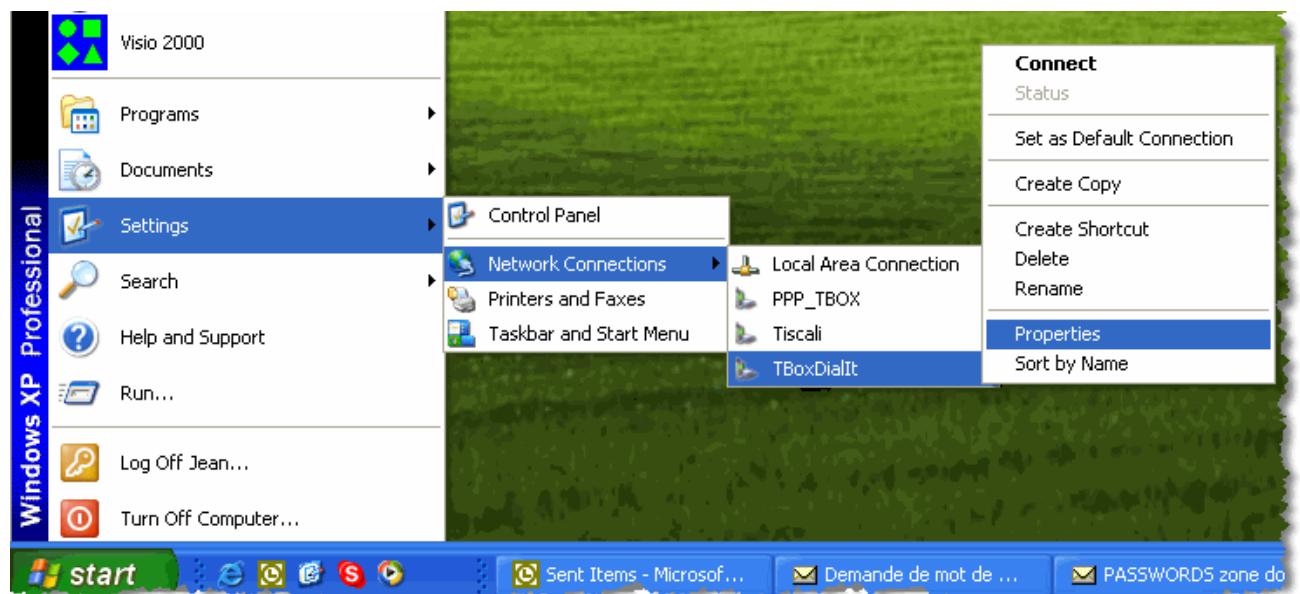 Windows XP Professional
Visio 2000
Programs
Documents
Settings
Search
Help and Support
Run...
Log Off Jean...
Turn Off Computer...
Control Panel
Network Connections
Printers and Faxes
Taskbar and Start Menu
Local Area Connection
PPP_TBOX
Tiscali
TBoxDialIt
Connect
Status
Set as Default Connection
Create Copy
Create Shortcut
Delete
Rename
Properties
Sort by Name
start
Sent Items - Microsof...
Demande de mot de ...
PASSWORDS zone do